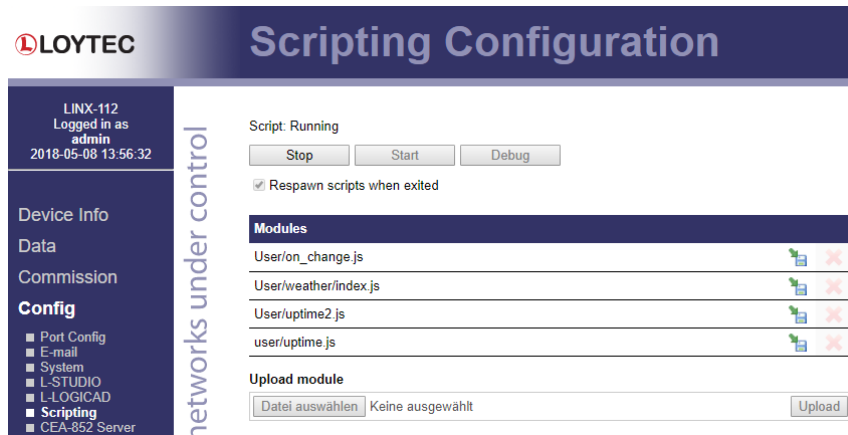 LOYTEC
Scripting Configuration
LINX-112
Logged in as
admin
2018-05-08 13:56:32
Device Info
Data
Commission
Config
Port Config
E-mail
System
L-STUDIO
L-LOGICAD
Scripting
CEA-852 Server
networks under control
Script: Running
Stop Start Debug
Respawn scripts when exited
Modules
User/on_change.js
User/weather/index.js
User/uptime2.js
user/uptime.js
Upload module
Datei auswählen Keine ausgewählt Upload